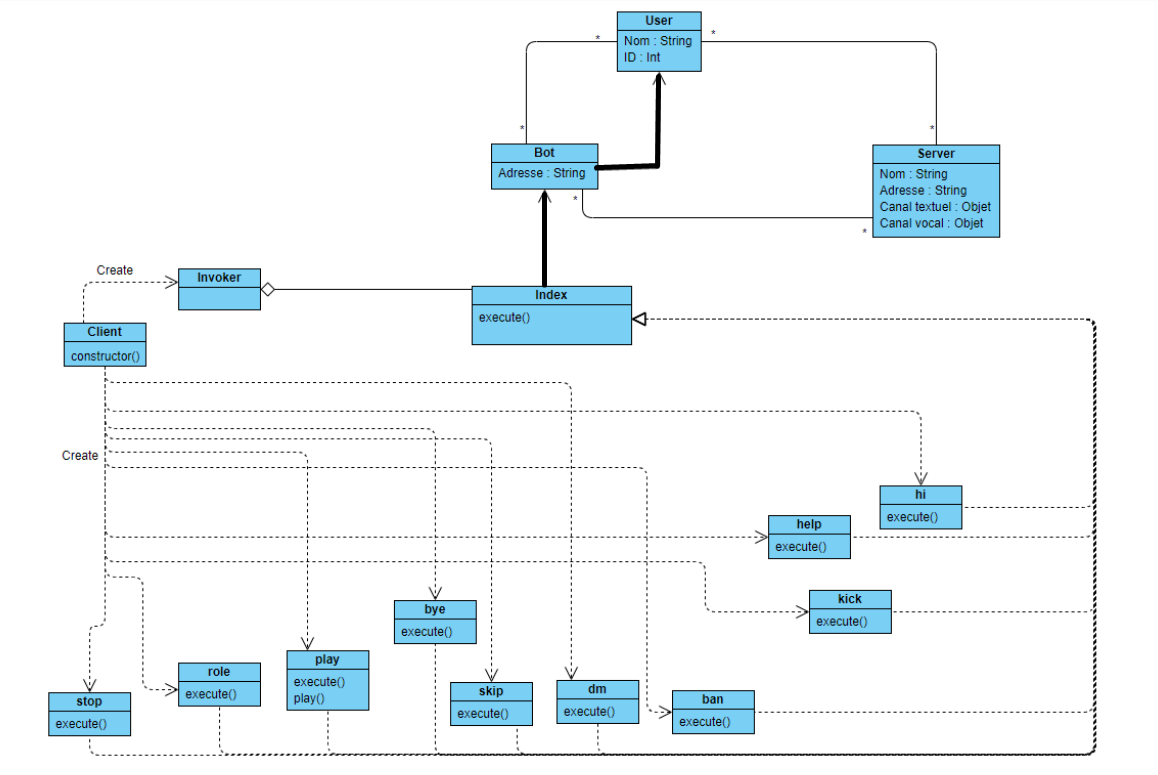 User
Nom : String
ID : Int
*
*
*
*
Bot
Adresse : String
Server
Nom : String
Adresse : String
Canal textuel : Objet
Canal vocal : Objet
*
*
Create
Invoker
Index
execute()
Client
constructor()
Create
hi
execute()
help
execute()
kick
execute()
bye
execute()
play
execute()
play()
role
execute()
skip
execute()
dm
execute()
ban
execute()
stop
execute()